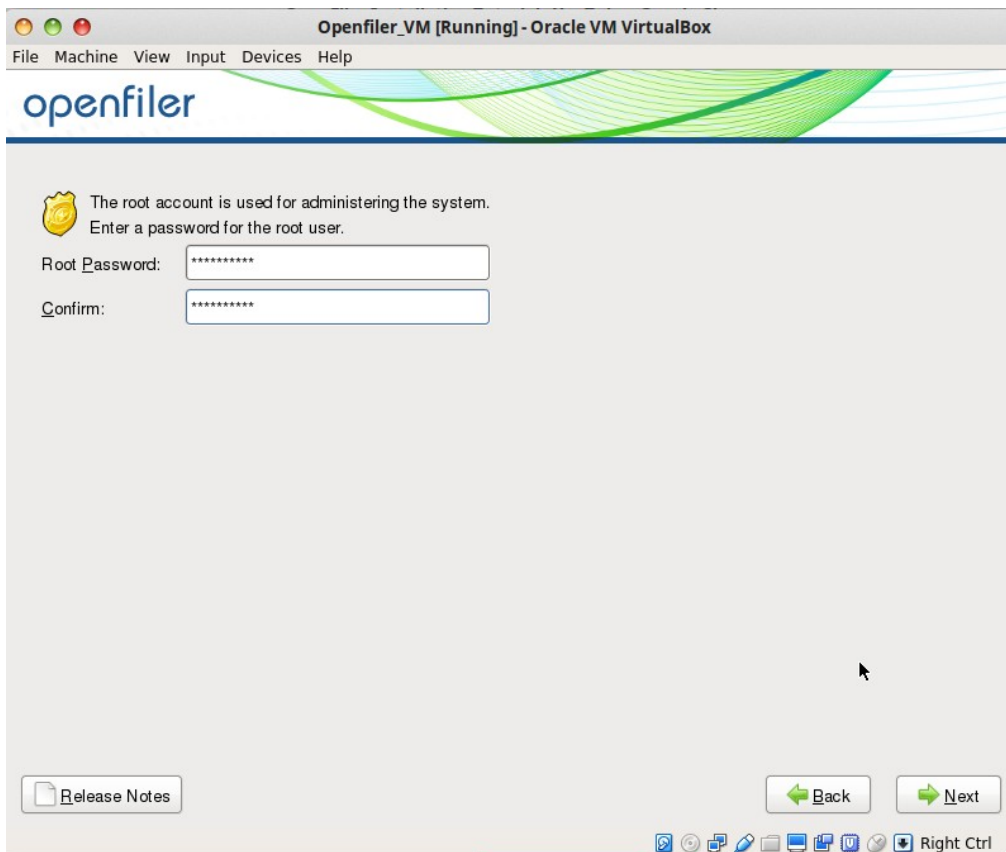 Openfiler_VM [Running] - Oracle VM VirtualBox
File Machine View Input Devices Help
openfiler
The root account is used for administering the system.
Enter a password for the root user.
Root Password: **********
Confirm: **********
Release Notes
Back
Next
Right Ctrl